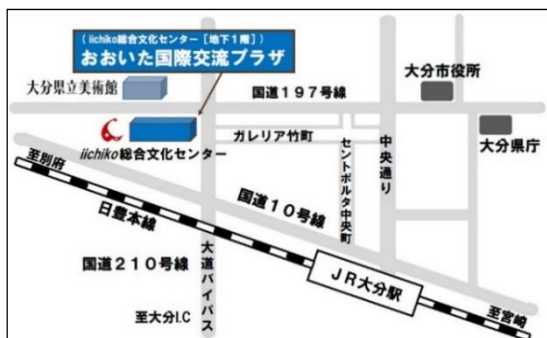 （iichiko総合文化センター［地下1階］）
おおいた国際交流プラザ
大分県立美術館
国道197号線
大分市役所
大分県庁
iichiko総合文化センター
ガレリア竹町
セントポルタ中央町
中央通り
至別府
日豊本線
国道10号線
国道210号線
大道バイパス
JR大分駅
至大分I.C
至宮崎